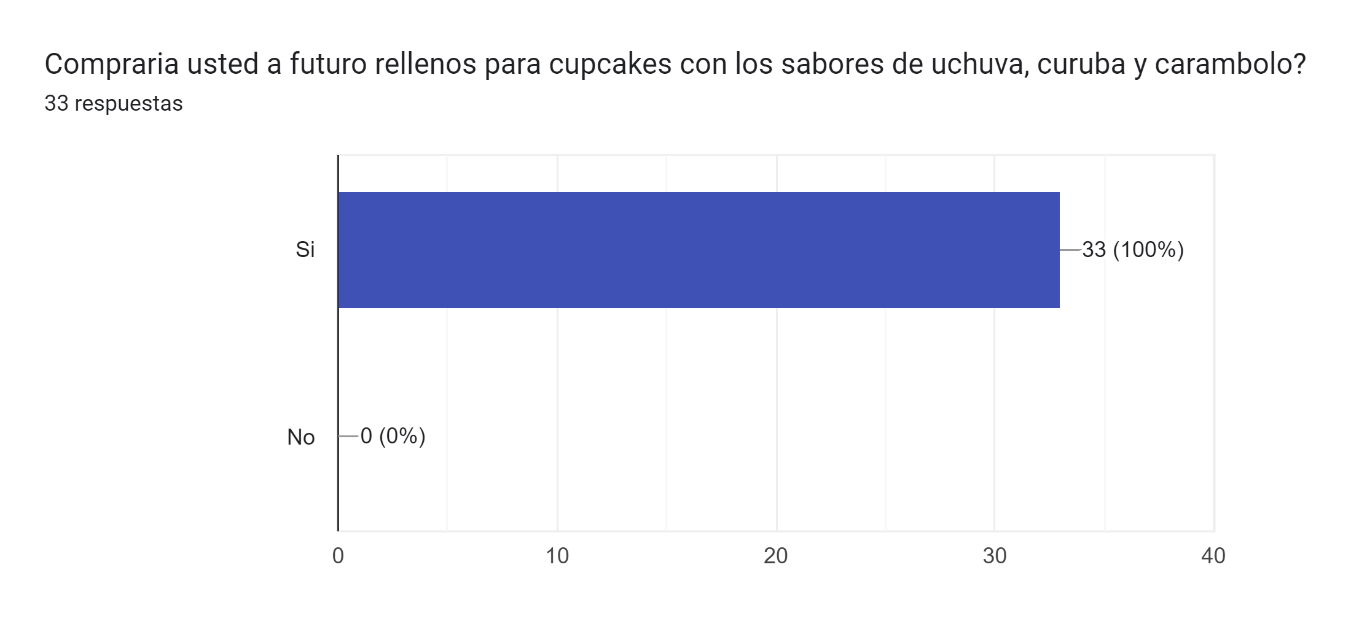 Compraria usted a futuro rellenos para cupcakes con los sabores de uchuva, curuba y carambolo?
33 respuestas
Si
33 (100%)
No
0 (0%)
0
10
20
30
40